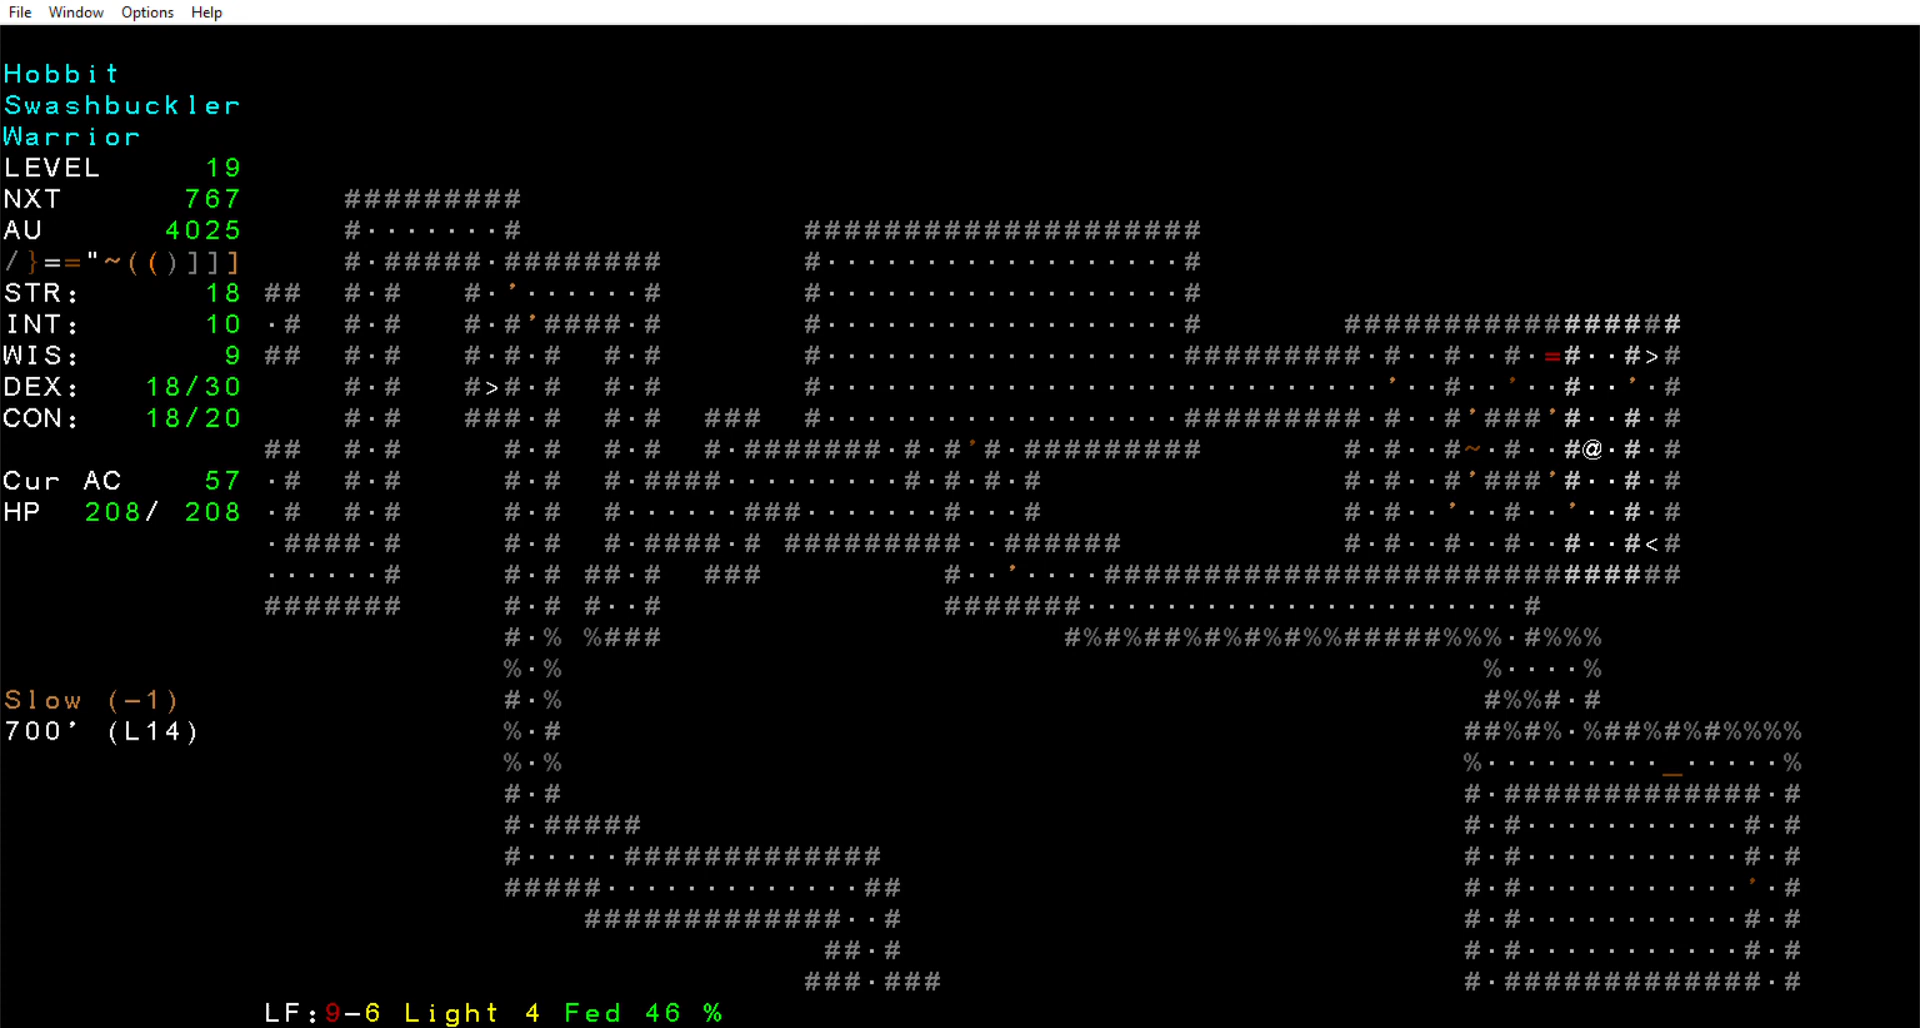 File Window Options Help
Hobbit
Swashbuckler
Warrior
LEVEL 19
NXT 767
AU 4025
/}=="~(()]]]
STR: 18
INT: 10
WIS: 9
DEX: 18/30
CON: 18/20
Cur AC 57
HP 208/ 208
Slow (-1)
700' (L14)
LF:9-6 Light 4 Fed 46 %